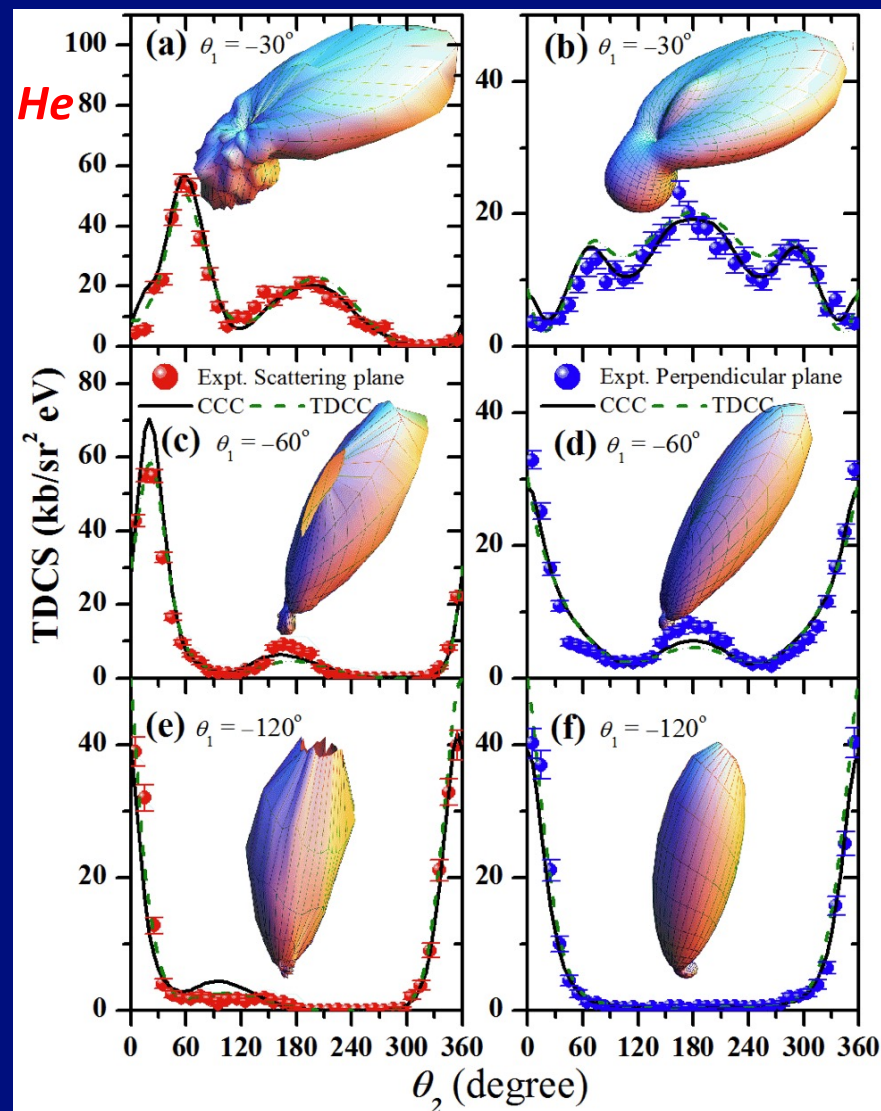 He
(a) θ₁ = –30°
(b) θ₁ = –30°
100
80
60
40
20
0
40
20
0
Expt. Scattering plane
CCC TDCC
Expt. Perpendicular plane
CCC TDCC
(c) θ₁ = –60°
(d) θ₁ = –60°
80
60
40
20
0
40
20
0
TDCS (kb/sr² eV)
(e) θ₁ = –120°
(f) θ₁ = –120°
40
20
0
40
20
0
0 60 120 180 240 300 0 60 120 180 240 300 360
θ₂ (degree)